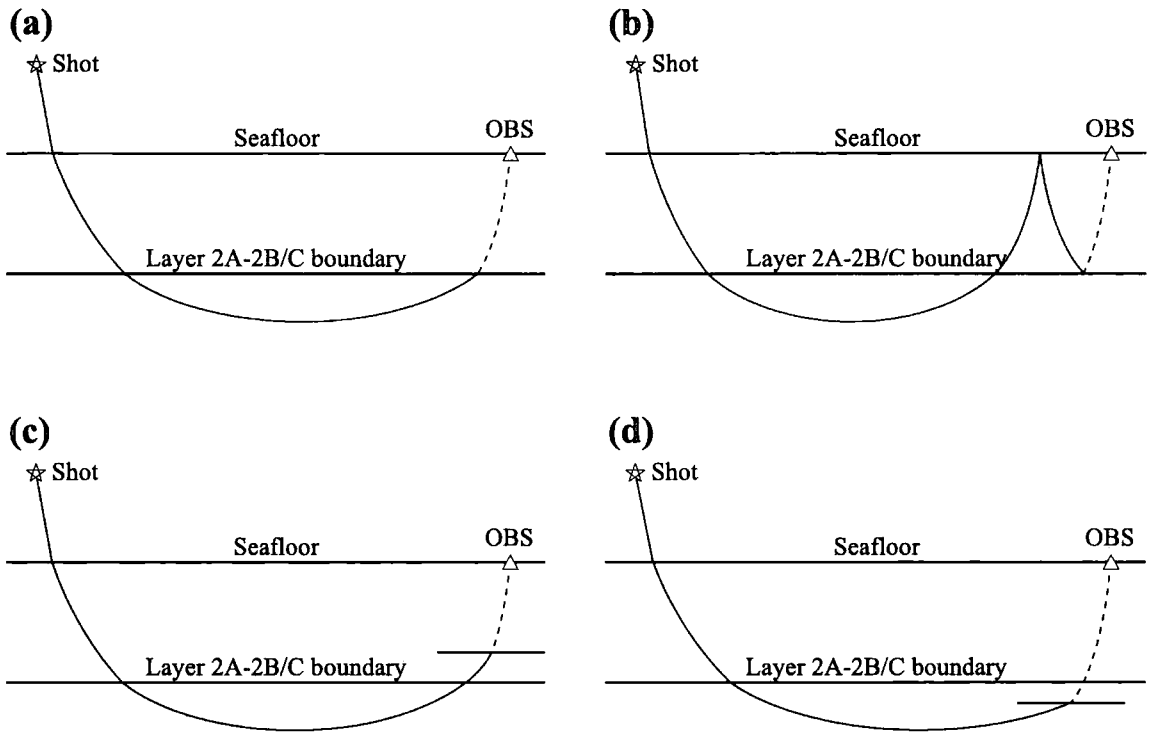 (a)
Shot
OBS
Seafloor
Layer 2A-2B/C boundary
(b)
Shot
OBS
Seafloor
Layer 2A-2B/C boundary
(c)
Shot
OBS
Seafloor
Layer 2A-2B/C boundary
(d)
Shot
OBS
Seafloor
Layer 2A-2B/C boundary